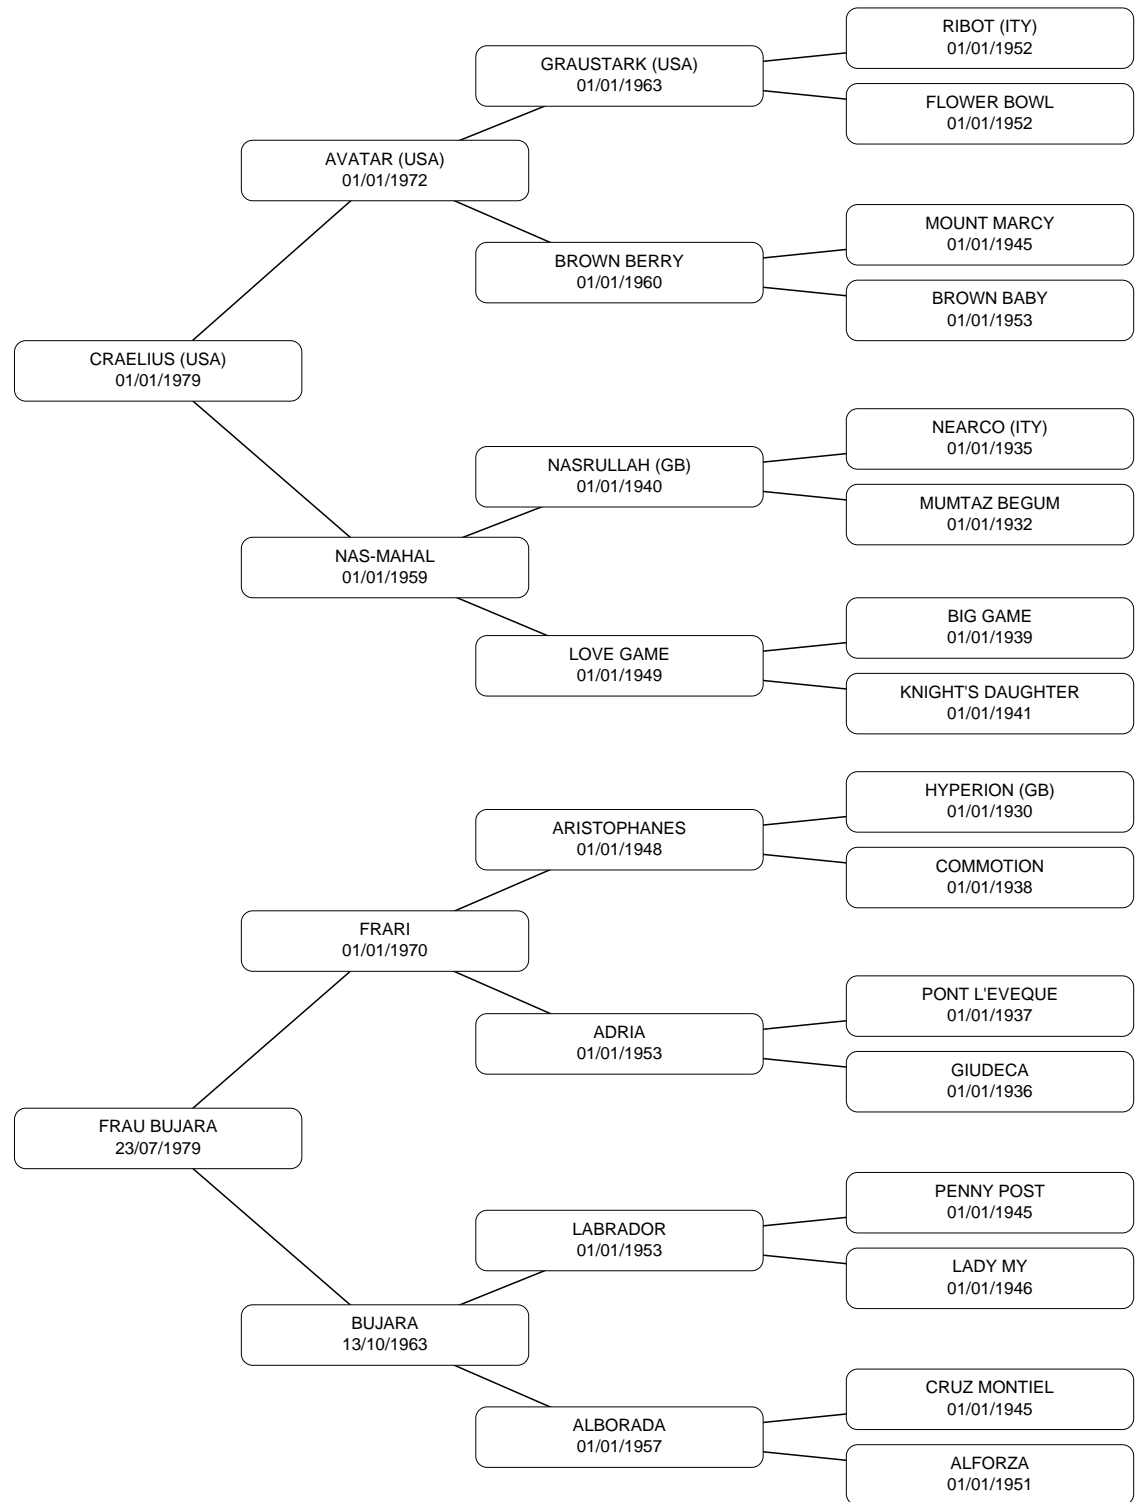 RIBOT (ITY)
01/01/1952
GRAUSTARK (USA)
01/01/1963
FLOWER BOWL
01/01/1952
AVATAR (USA)
01/01/1972
MOUNT MARCY
01/01/1945
BROWN BERRY
01/01/1960
BROWN BABY
01/01/1953
CRAELIUS (USA)
01/01/1979
NEARCO (ITY)
01/01/1935
NASRULLAH (GB)
01/01/1940
MUMTAZ BEGUM
01/01/1932
NAS-MAHAL
01/01/1959
BIG GAME
01/01/1939
LOVE GAME
01/01/1949
KNIGHT'S DAUGHTER
01/01/1941
HYPERION (GB)
01/01/1930
ARISTOPHANES
01/01/1948
COMMOTION
01/01/1938
FRARI
01/01/1970
PONT L'EVEQUE
01/01/1937
ADRIA
01/01/1953
GIUDECA
01/01/1936
FRAU BUJARA
23/07/1979
PENNY POST
01/01/1945
LABRADOR
01/01/1953
LADY MY
01/01/1946
BUJARA
13/10/1963
CRUZ MONTIEL
01/01/1945
ALBORADA
01/01/1957
ALFORZA
01/01/1951